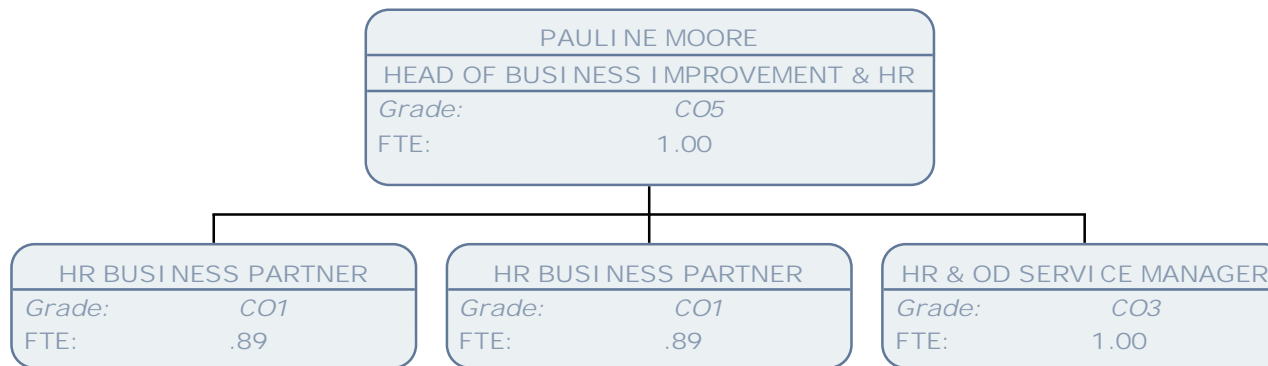 PAULINE MOORE
HEAD OF BUSINESS IMPROVEMENT & HR
Grade: CO5
FTE: 1.00
HR BUSINESS PARTNER
Grade: CO1
FTE: .89
HR BUSINESS PARTNER
Grade: CO1
FTE: .89
HR & OD SERVICE MANAGER
Grade: CO3
FTE: 1.00